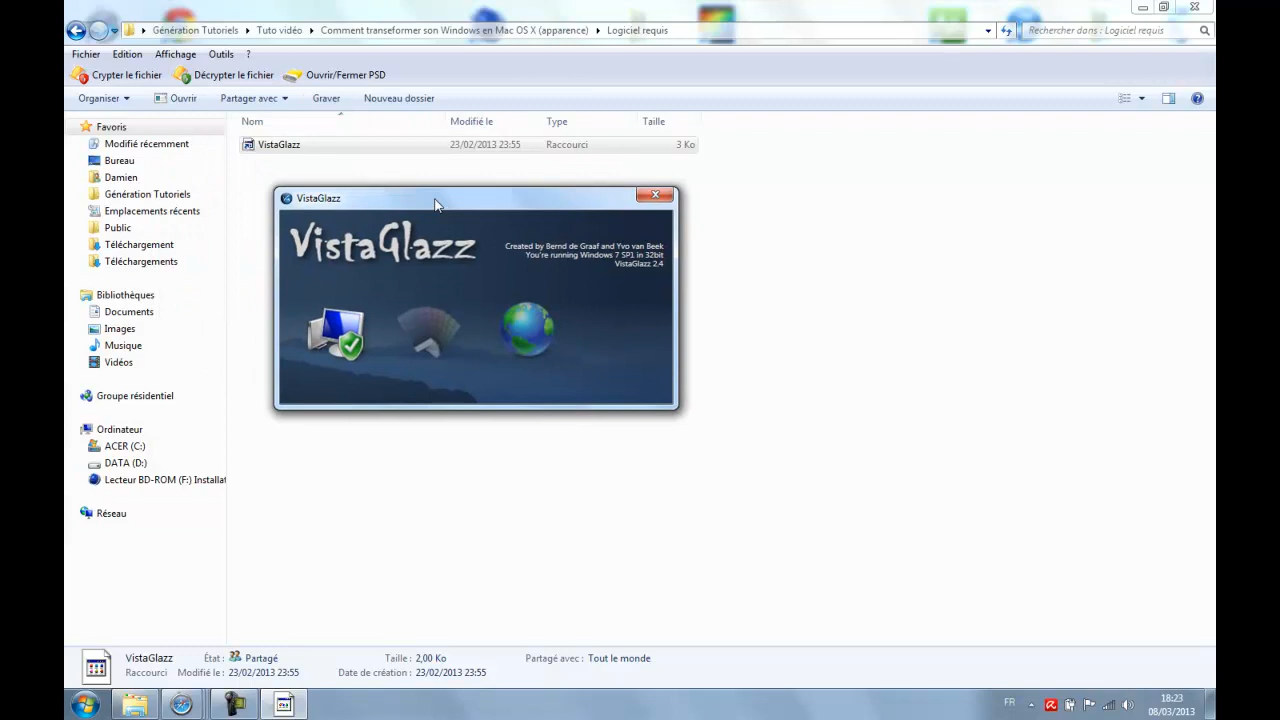 Génération Tutoriels
Tuto vidéo
Comment transeformer son Windows en Mac OS X (apparence)
Logiciel requis
Rechercher dans : Logiciel requis
Fichier Edition Affichage Outils ?
Crypter le fichier Décrypter le fichier Ouvrir/Fermer PSD
Organiser Ouvrir Partager avec Graver Nouveau dossier
Nom Modifié le Type Taille
VistaGlazz 23/02/2013 23:55 Raccourci 3 Ko
Favoris
Modifié récemment
Bureau
Damien
Génération Tutoriels
Emplacements récents
Public
Téléchargement
Téléchargements
Bibliothèques
Documents
Images
Musique
Vidéos
Groupe résidentiel
Ordinateur
ACER (C:)
DATA (D:)
Lecteur BD-ROM (F:) Installat
Réseau
VistaGlazz
VistaGlazz
Created by Bernd de Graaf and Yvo van Beek
You're running Windows 7 SP1 in 32bit
VistaGlazz 2.4
VistaGlazz État : Partagé Taille : 2,00 Ko Partagé avec : Tout le monde
Raccourci Modifié le : 23/02/2013 23:55 Date de création : 23/02/2013 23:55
FR
18:23
08/03/2013